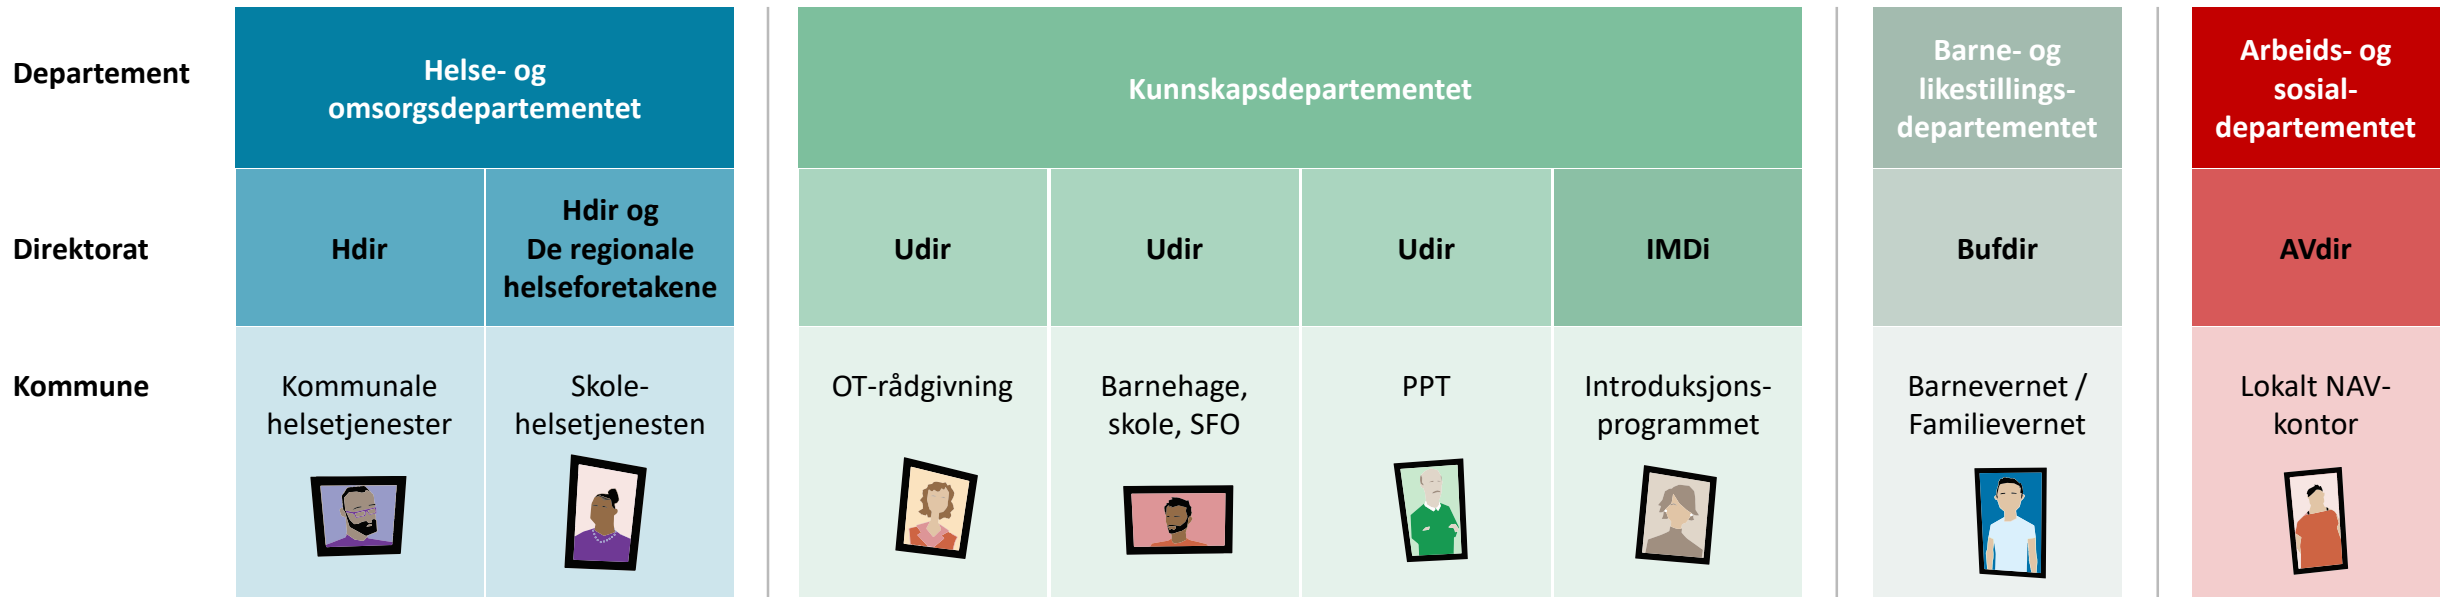 Departement
Helse- og
omsorgsdepartementet
Kunnskapsdepartementet
Barne- og
likestillings-
departementet
Arbeids- og
sosial-
departementet
Direktorat
Hdir
Hdir og
De regionale
helseforetakene
Udir
Udir
Udir
IMDi
Bufdir
AVdir
Kommune
Kommunale
helsetjenester
Skole-
helsetjenesten
OT-rådgivning
Barnehage,
skole, SFO
PPT
Introduksjons-
programmet
Barnevernet /
Familievernet
Lokalt NAV-
kontor